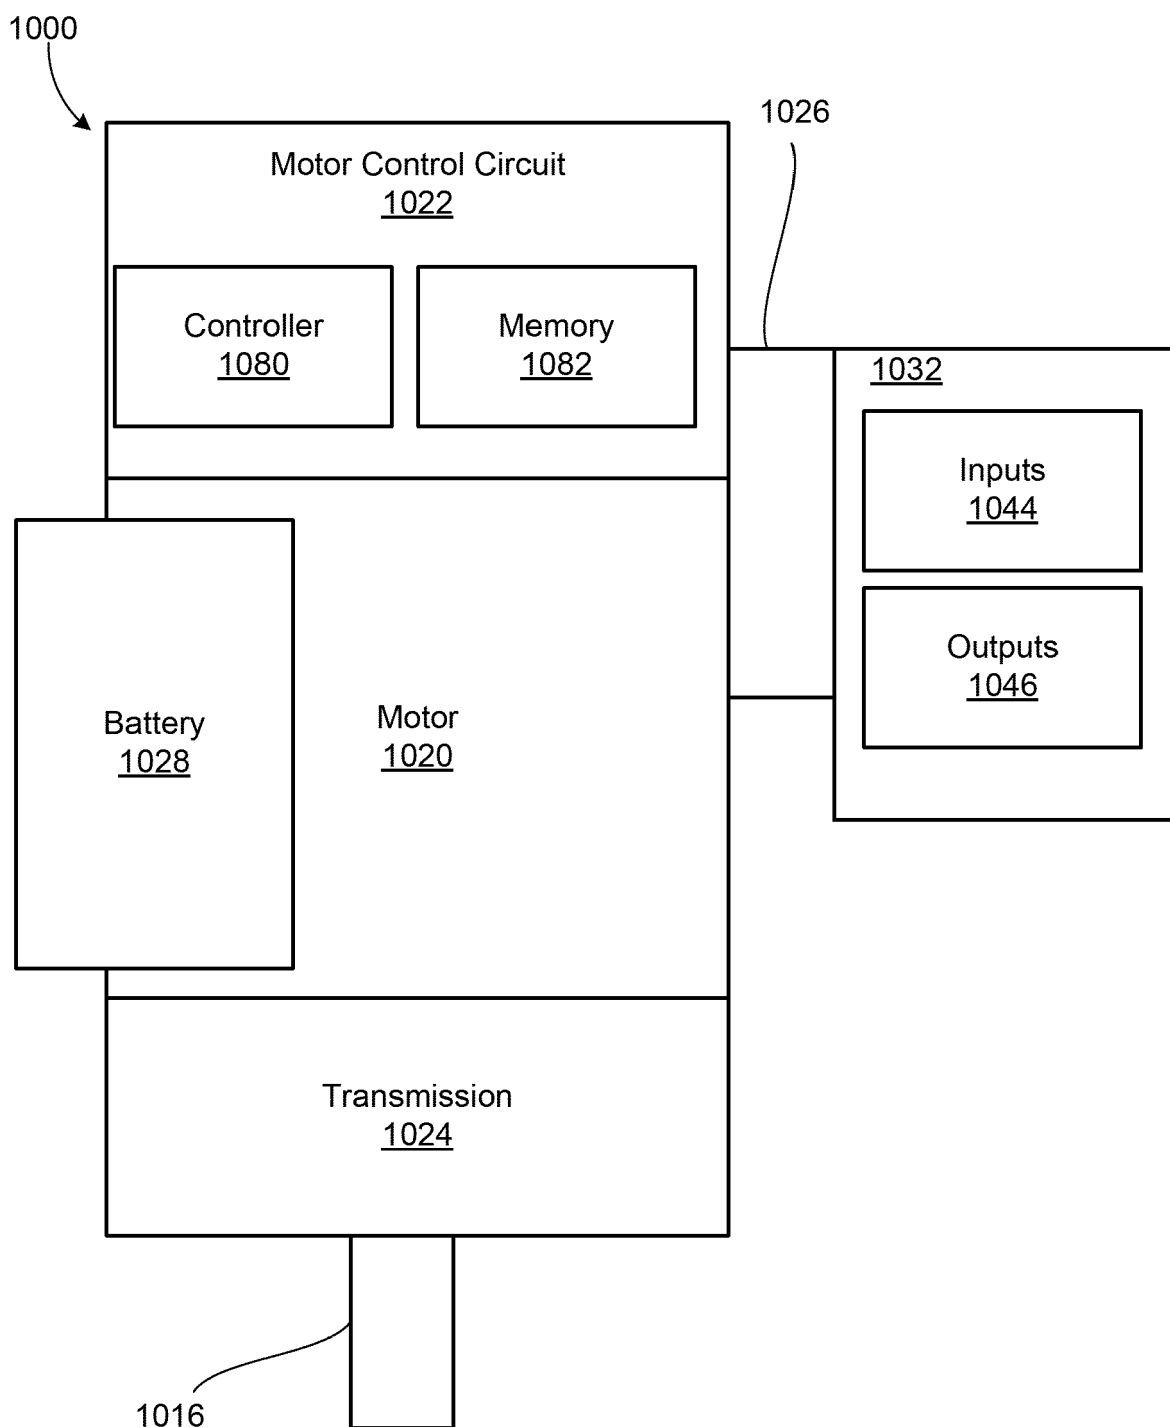 1000
1026
Motor Control Circuit
1022
Controller
1080
Memory
1082
1032
Inputs
1044
Outputs
1046
Battery
1028
Motor
1020
Transmission
1024
1016